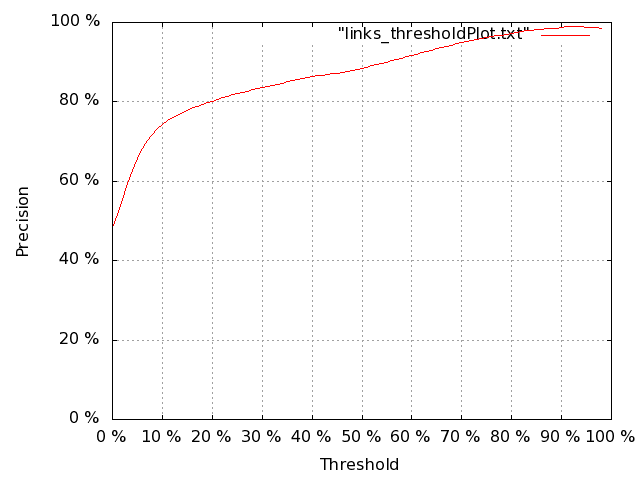 100 %
"links_thresholdPlot.txt"
80 %
60 %
Precision
40 %
20 %
0 %
0 % 10 % 20 % 30 % 40 % 50 % 60 % 70 % 80 % 90 % 100 %
Threshold